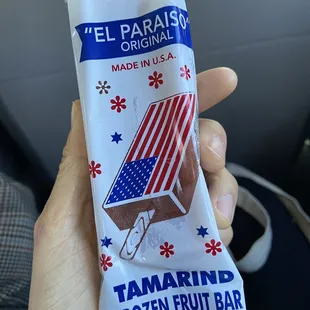 "EL PARAISO"
ORIGINAL
MADE IN U.S.A.
TAMARIND
FROZEN FRUIT BAR